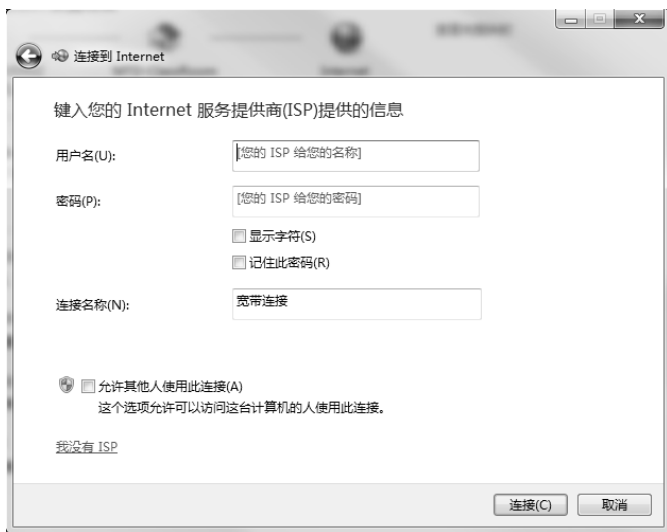 连接到 Internet
键入您的 Internet 服务提供商(ISP)提供的信息
用户名(U):
[您的 ISP 给您的名称]
密码(P):
[您的 ISP 给您的密码]
显示字符(S)
记住此密码(R)
连接名称(N):
宽带连接
允许其他人使用此连接(A)
这个选项允许可以访问这台计算机的人使用此连接。
我没有 ISP
连接(C)
取消